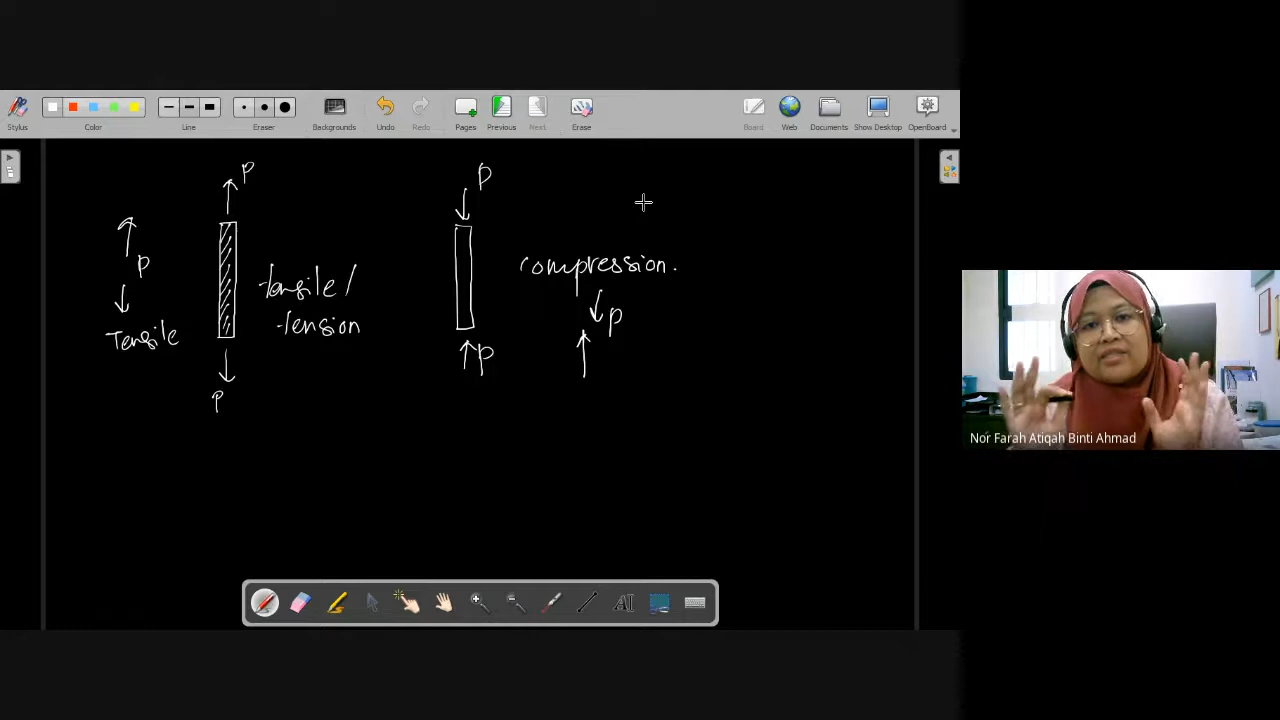 Stylus
Color
Line
Eraser
Backgrounds
Undo
Redo
Pages
Previous
Next
Erase
Board
Web
Documents
Show Desktop
OpenBoard
P
P
Tensile
tensile/
tension
P
P
compression.
P
P
AI
Nor Farah Atiqah Binti Ahmad